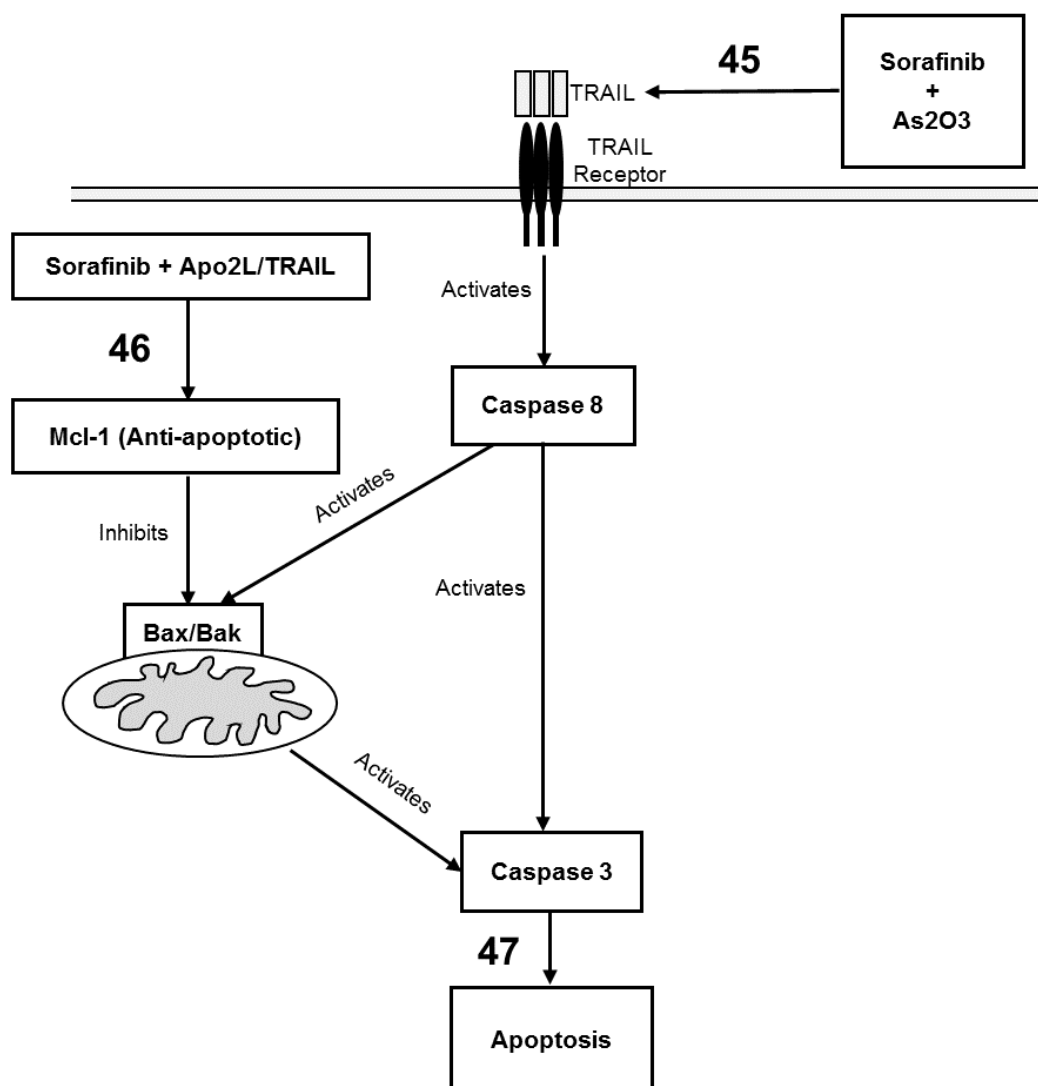 45
Sorafinib
+
As2O3
TRAIL
TRAIL
Receptor
Sorafinib + Apo2L/TRAIL
Activates
46
Caspase 8
Mcl-1 (Anti-apoptotic)
Activates
Inhibits
Activates
Bax/Bak
Activates
Caspase 3
47
Apoptosis